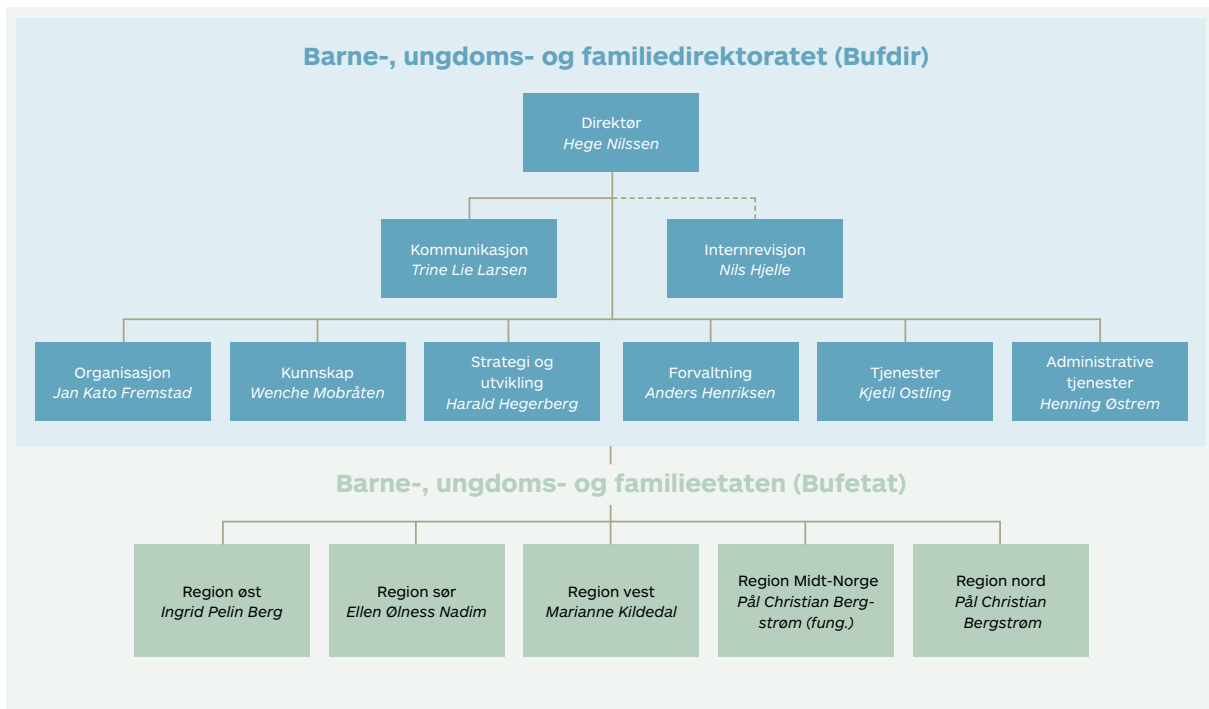 Barne-, ungdoms- og familiedirektoratet (Bufdir)
Direktør
Hege Nilssen
Kommunikasjon
Trine Lie Larsen
Internrevisjon
Nils Hjelle
Organisasjon
Jan Kato Fremstad
Kunnskap
Wenche Mobråten
Strategi og
utvikling
Harald Hegerberg
Forvaltning
Anders Henriksen
Tjenester
Kjetil Ostling
Administrative
tjenester
Henning Østrem
Barne-, ungdoms- og familieetaten (Bufetat)
Region øst
Ingrid Pelin Berg
Region sør
Ellen Ølness Nadim
Region vest
Marianne Kildedal
Region Midt-Norge
Pål Christian Berg-
strøm (fung.)
Region nord
Pål Christian
Bergstrøm